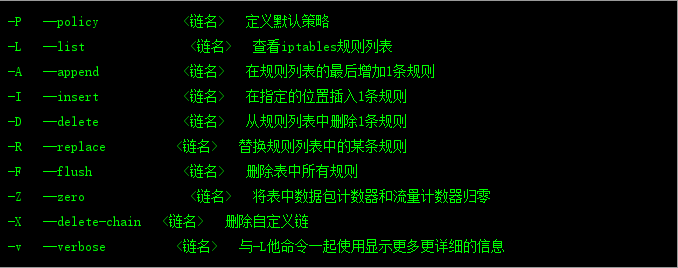 -P --policy <链名> 定义默认策略
-L --list <链名> 查看iptables规则列表
-A --append <链名> 在规则列表的最后增加1条规则
-I --insert <链名> 在指定的位置插入1条规则
-D --delete <链名> 从规则列表中删除1条规则
-R --replace <链名> 替换规则列表中的某条规则
-F --flush <链名> 删除表中所有规则
-Z --zero <链名> 将表中数据包计数器和流量计数器归零
-X --delete-chain <链名> 删除自定义链
-v --verbose <链名> 与-L他命令一起使用显示更多更详细的信息